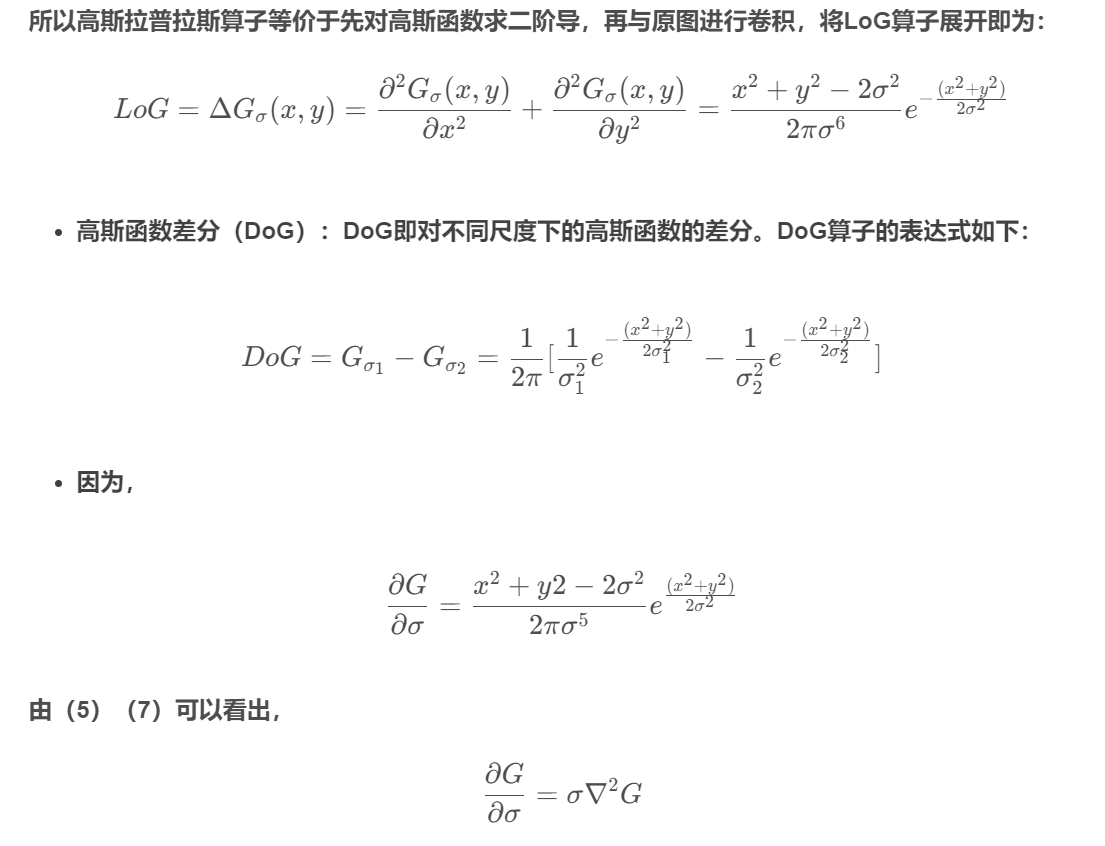 所以高斯拉普拉斯算子等价于先对高斯函数求二阶导，再与原图进行卷积，将LoG算子展开即为：
$LoG = \Delta G_\sigma(x, y) = \frac{\partial^2 G_\sigma(x, y)}{\partial x^2} + \frac{\partial^2 G_\sigma(x, y)}{\partial y^2} = \frac{x^2 + y^2 - 2\sigma^2}{2\pi\sigma^6} e^{-\frac{(x^2+y^2)}{2\sigma^2}}$
• 高斯函数差分（DoG）：DoG即对不同尺度下的高斯函数的差分。DoG算子的表达式如下：
$DoG = G_{\sigma_1} - G_{\sigma_2} = \frac{1}{2\pi} [\frac{1}{\sigma_1^2} e^{-\frac{(x^2+y^2)}{2\sigma_1^2}} - \frac{1}{\sigma_2^2} e^{-\frac{(x^2+y^2)}{2\sigma_2^2}}]$
• 因为，
$\frac{\partial G}{\partial \sigma} = \frac{x^2 + y2 - 2\sigma^2}{2\pi\sigma^5} e^{\frac{(x^2+y^2)}{2\sigma^2}}$
由（5）（7）可以看出，
$\frac{\partial G}{\partial \sigma} = \sigma \nabla^2 G$